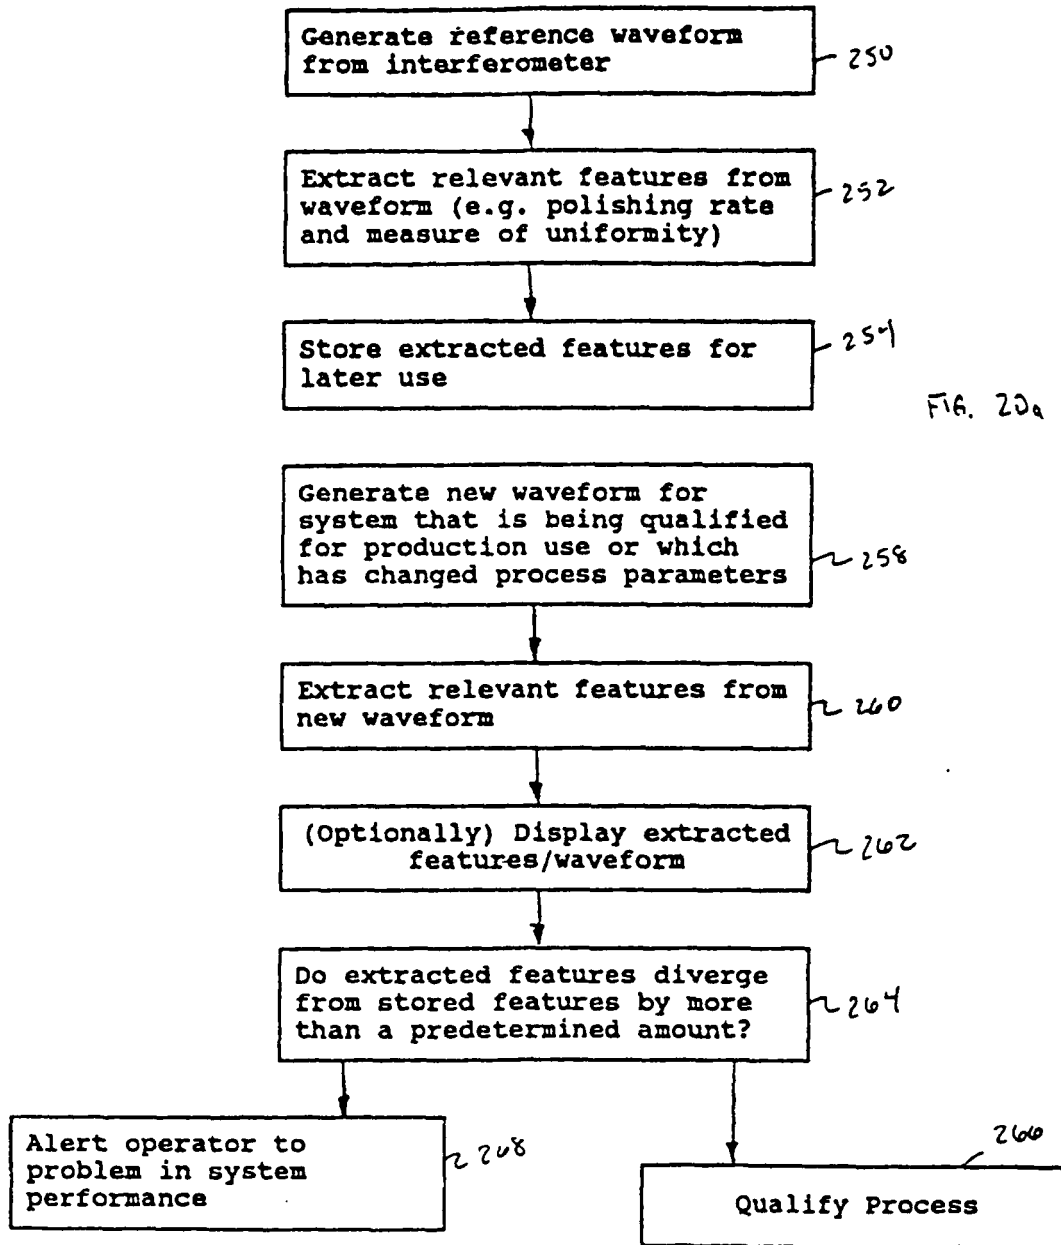 Generate reference waveform
from interferometer
250
Extract relevant features from
waveform (e.g. polishing rate
and measure of uniformity)
252
Store extracted features for
later use
254
FIG. 20a
Generate new waveform for
system that is being qualified
for production use or which
has changed process parameters
258
Extract relevant features from
new waveform
260
(Optionally) Display extracted
features/waveform
262
Do extracted features diverge
from stored features by more
than a predetermined amount?
264
Alert operator to
problem in system
performance
268
266
Qualify Process